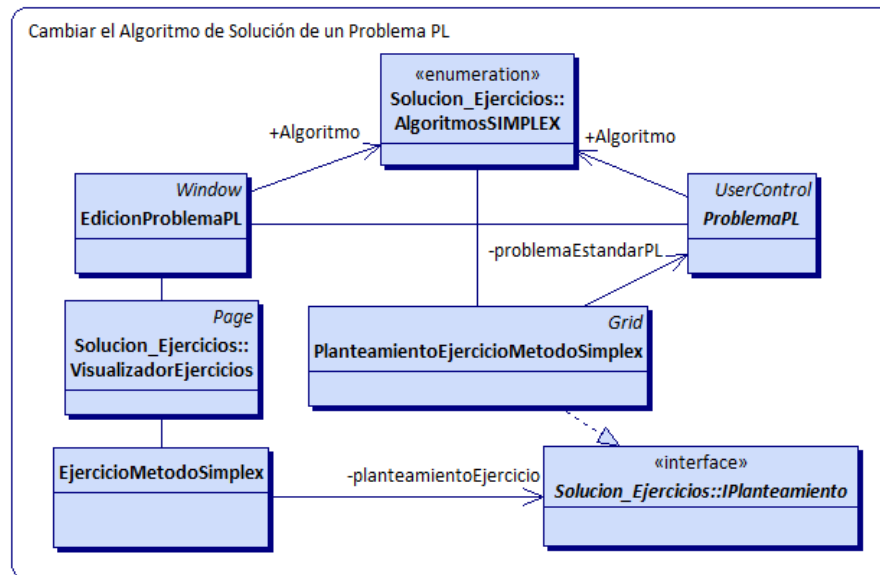 Cambiar el Algoritmo de Solución de un Problema PL
«enumeration»
Solucion_Ejercicios::
AlgoritmosSIMPLEX
+Algoritmo
+Algoritmo
Window
EdicionProblemaPL
UserControl
ProblemaPL
-problemaEstandarPL
Page
Solucion_Ejercicios::
VisualizadorEjercicios
Grid
PlanteamientoEjercicioMetodoSimplex
EjercicioMetodoSimplex
-planteamientoEjercicio
«interface»
Solucion_Ejercicios::IPlanteamiento